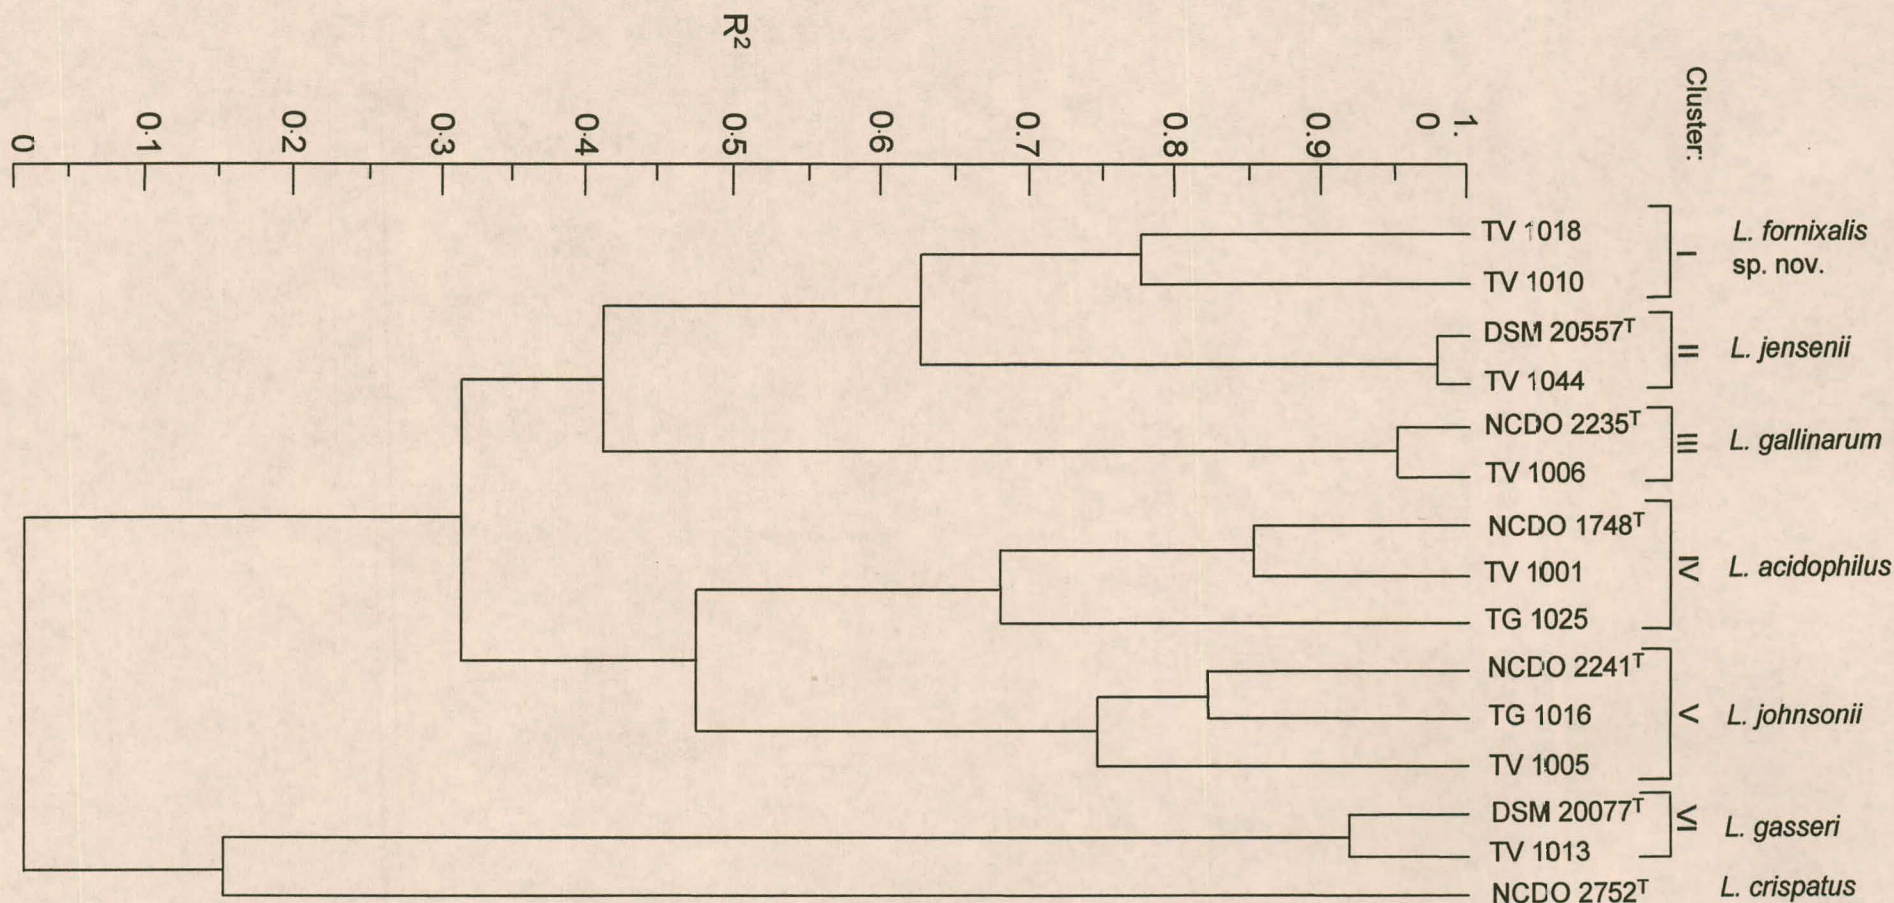 R²
0
0·1
0·2
0·3
0·4
0·5
0·6
0.7
0.8
0.9
1.
0
Cluster:
TV 1018
TV 1010
I
L. fornixalis
sp. nov.
DSM 20557ᵀ
TV 1044
II
L. jensenii
NCDO 2235ᵀ
TV 1006
III
L. gallinarum
NCDO 1748ᵀ
TV 1001
TG 1025
IV
L. acidophilus
NCDO 2241ᵀ
TG 1016
TV 1005
V
L. johnsonii
DSM 20077ᵀ
TV 1013
VI
L. gasseri
NCDO 2752ᵀ
L. crispatus